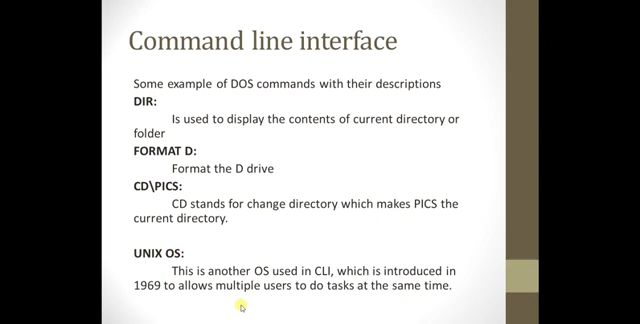 Command line interface
Some example of DOS commands with their descriptions
DIR:
Is used to display the contents of current directory or
folder
FORMAT D:
Format the D drive
CD\PICS:
CD stands for change directory which makes PICS the
current directory.
UNIX OS:
This is another OS used in CLI, which is introduced in
1969 to allows multiple users to do tasks at the same time.